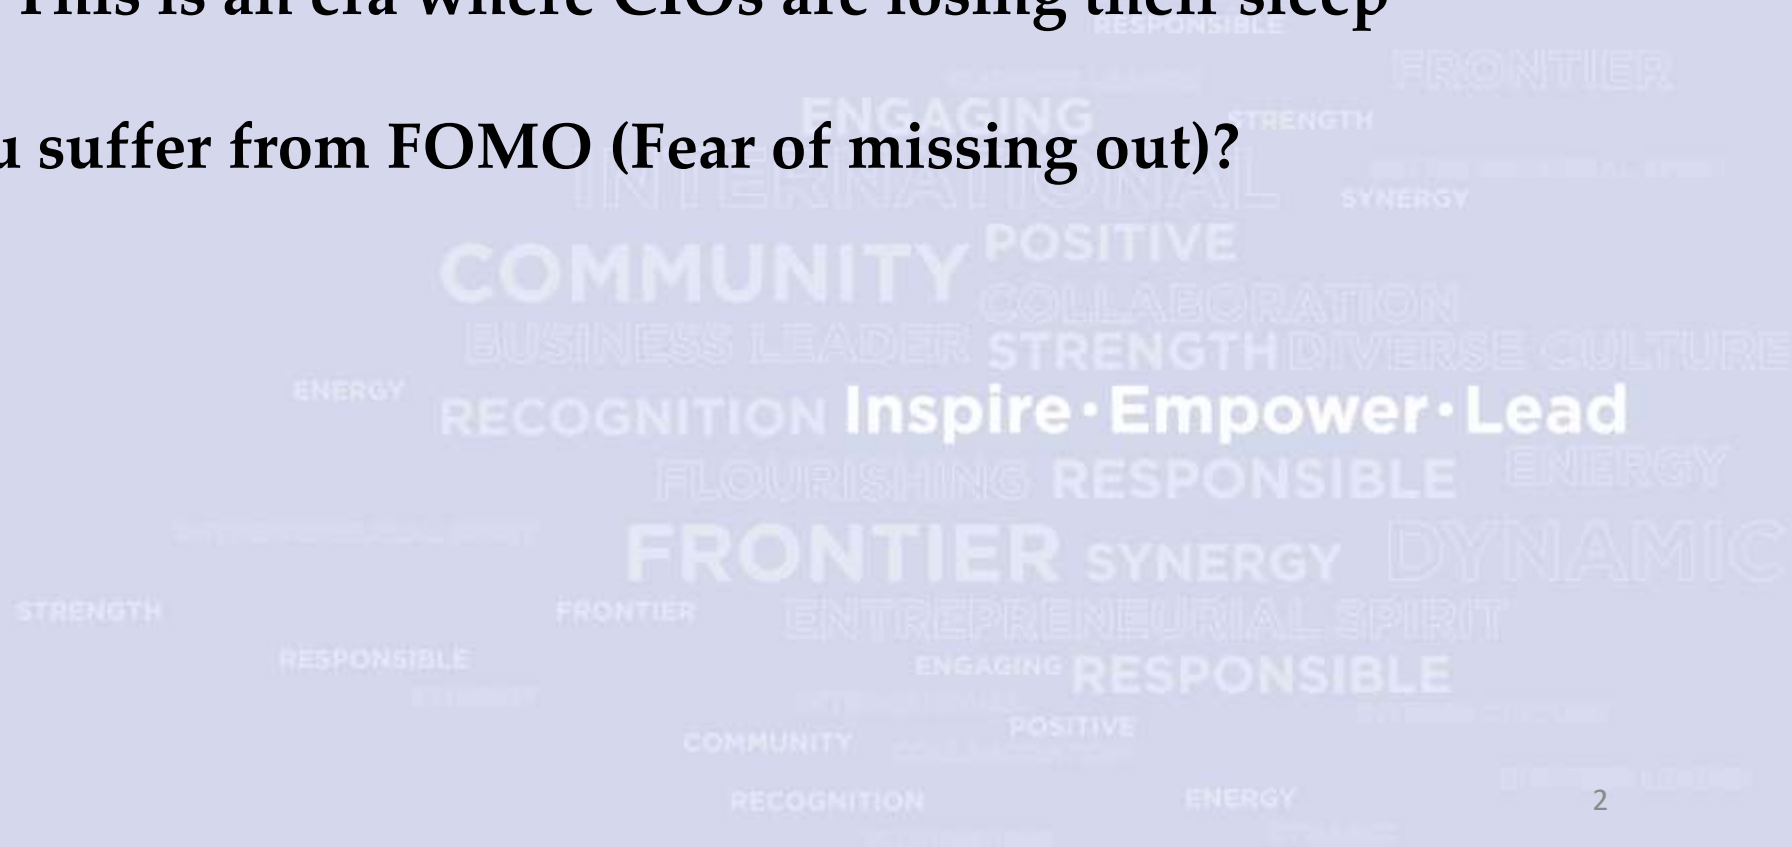 This is an era where CIOs are losing their sleep
RESPONSIBLE
FRONTIER
ENGAGING
STRENGTH
u suffer from FOMO (Fear of missing out)?
INTERNATIONAL
SYNERGY
COMMUNITY
POSITIVE
COLLABORATION
BUSINESS LEADER
STRENGTH
DIVERSE CULTURE
ENERGY
RECOGNITION
Inspire·Empower·Lead
FLOURISHING
RESPONSIBLE
ENERGY
FRONTIER
SYNERGY
DYNAMIC
STRENGTH
FRONTIER
ENTREPRENEURIAL SPIRIT
RESPONSIBLE
ENGAGING
RESPONSIBLE
POSITIVE
COMMUNITY
RECOGNITION
ENERGY
2